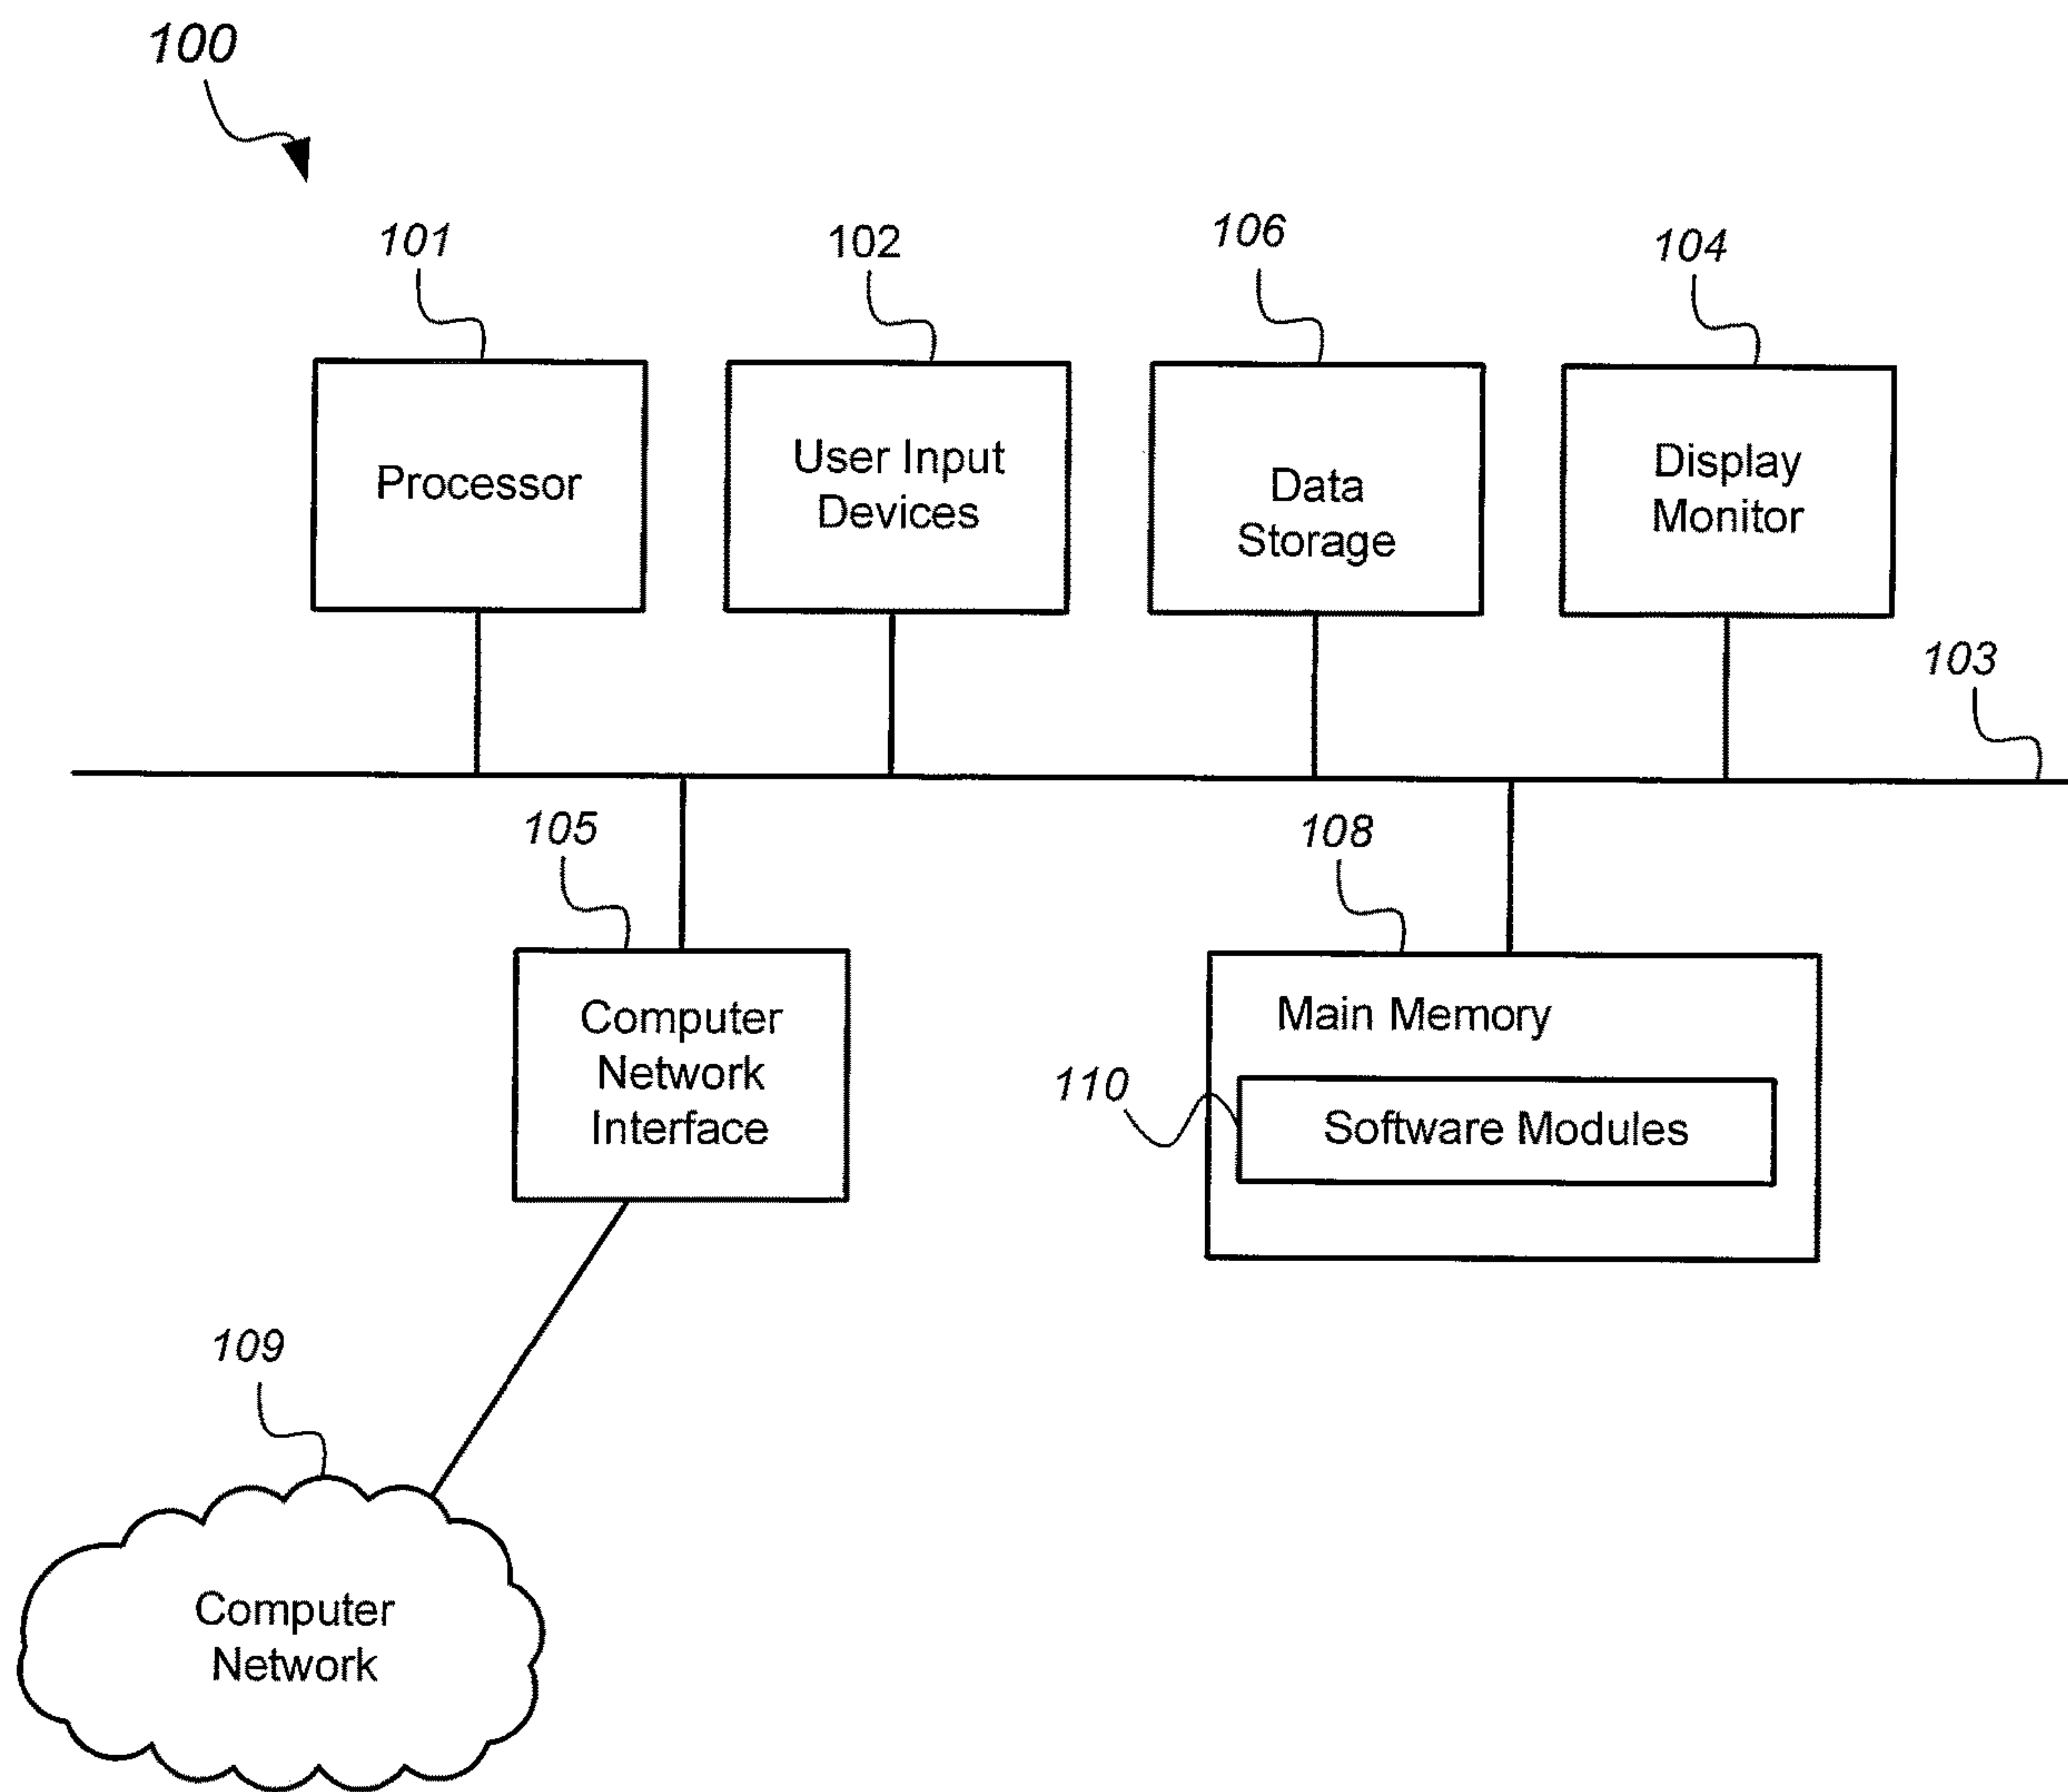 100
101
102
106
104
Processor
User Input
Devices
Data
Storage
Display
Monitor
103
105
108
Computer
Network
Interface
Main Memory
110
Software Modules
109
Computer
Network